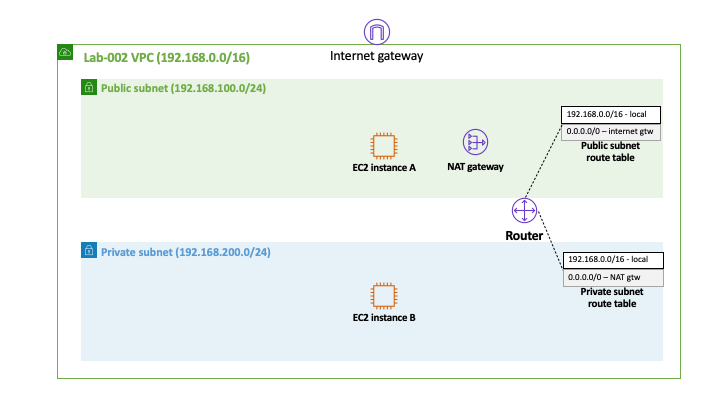 Internet gateway
Lab-002 VPC (192.168.0.0/16)
Public subnet (192.168.100.0/24)
192.168.0.0/16 - local
0.0.0.0/0 – internet gtw
Public subnet
route table
EC2 instance A
NAT gateway
Router
Private subnet (192.168.200.0/24)
192.168.0.0/16 - local
0.0.0.0/0 – NAT gtw
Private subnet
route table
EC2 instance B